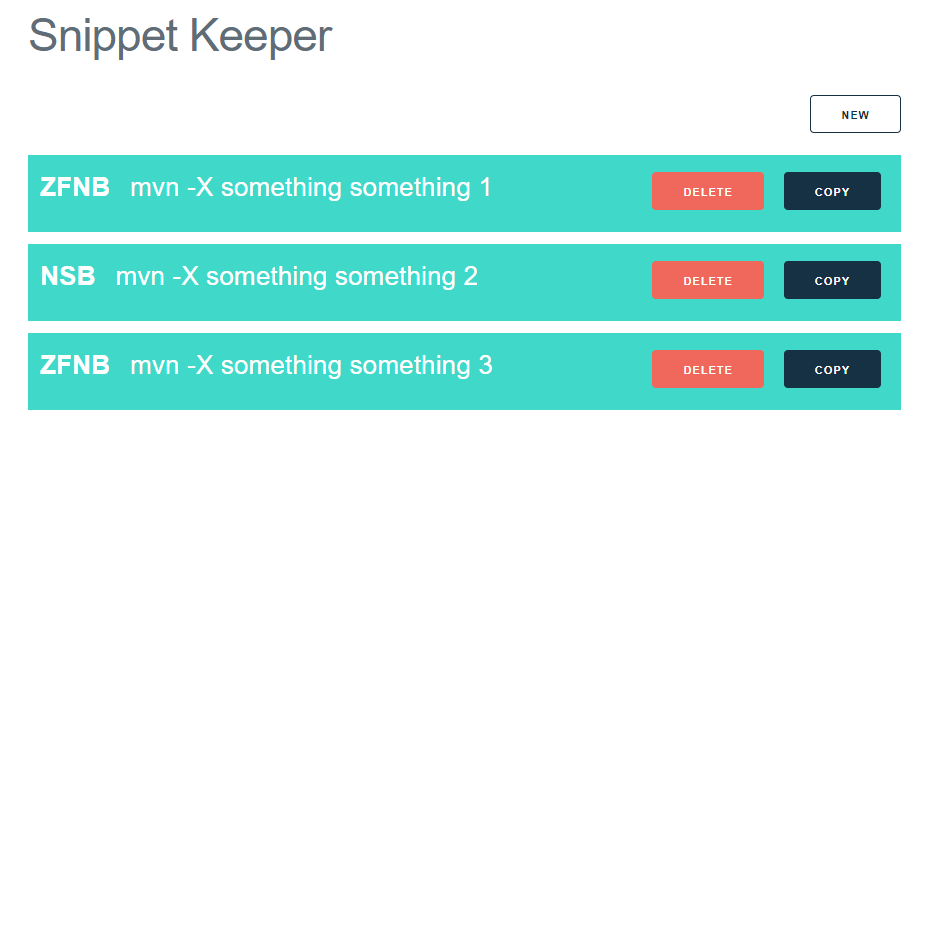 Snippet Keeper
NEW
ZFNB mvn -X something something 1 DELETE COPY
NSB mvn -X something something 2 DELETE COPY
ZFNB mvn -X something something 3 DELETE COPY